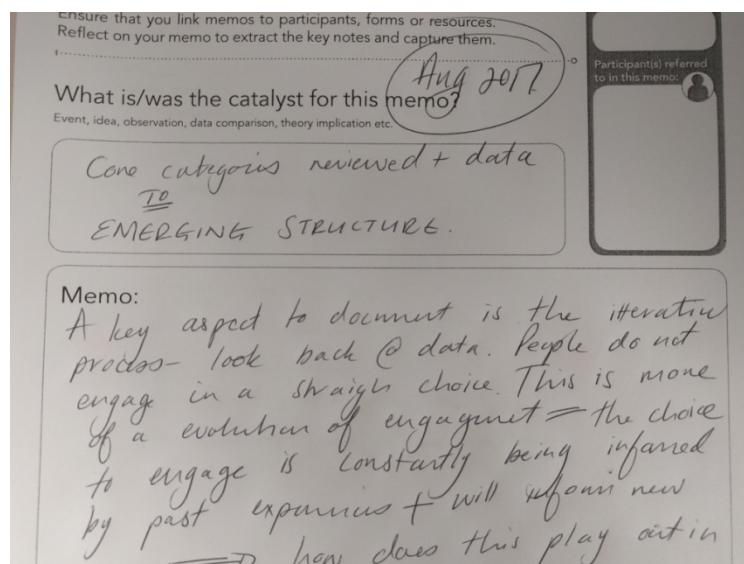 Ensure that you link memos to participants, forms or resources.
Reflect on your memo to extract the key notes and capture them.
Aug 2017
Participant(s) referred
to in this memo:
What is/was the catalyst for this memo?
Event, idea, observation, data comparison, theory implication etc.
Core categories reviewed + data
TO
EMERGING STRUCTURE.
Memo:
A key aspect to document is the itterative
process- look back @ data. People do not
engage in a straigh choice. This is more
of a evolution of engagment = the choice
to engage is constantly being informed
by past experiences + will inform new
how does this play out in